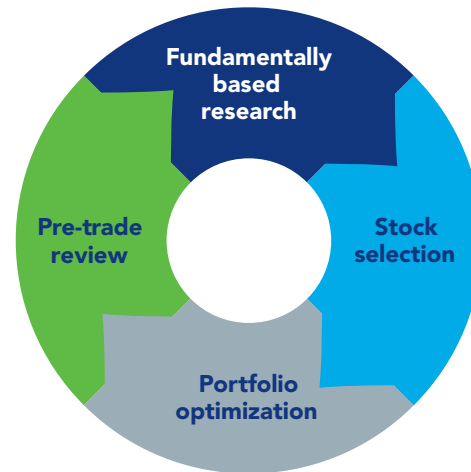 Fundamentally
based
research
Stock
selection
Portfolio
optimization
Pre-trade
review